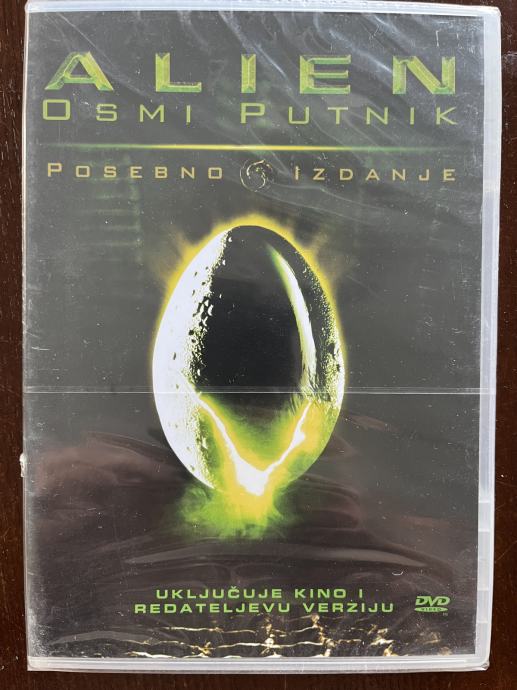 ALIEN
OSMI PUTNIK
POSEBNO IZDANJE
UKLJUČUJE KINO I
REDATELJEVU VERZIJU
DVD
VIDEO